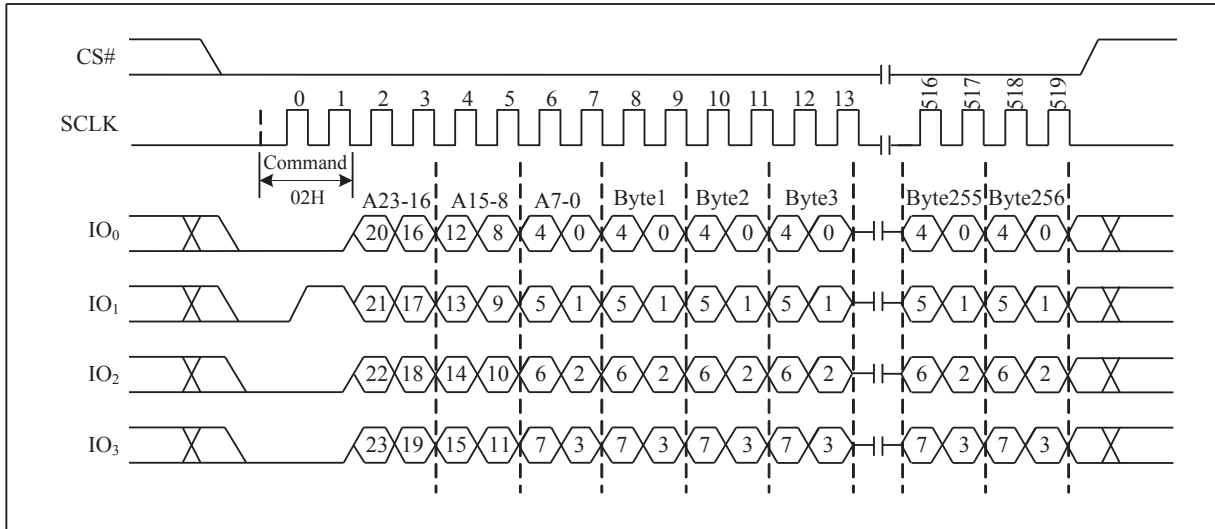 CS#
0 1 2 3 4 5 6 7 8 9 10 11 12 13 516 517 518 519
SCLK
Command
02H
A23-16 A15-8 A7-0 Byte1 Byte2 Byte3 Byte255 Byte256
IO0 20 16 12 8 4 0 4 0 4 0 4 0 4 0 4 0
IO1 21 17 13 9 5 1 5 1 5 1 5 1 5 1 5 1
IO2 22 18 14 10 6 2 6 2 6 2 6 2 6 2 6 2
IO3 23 19 15 11 7 3 7 3 7 3 7 3 7 3 7 3